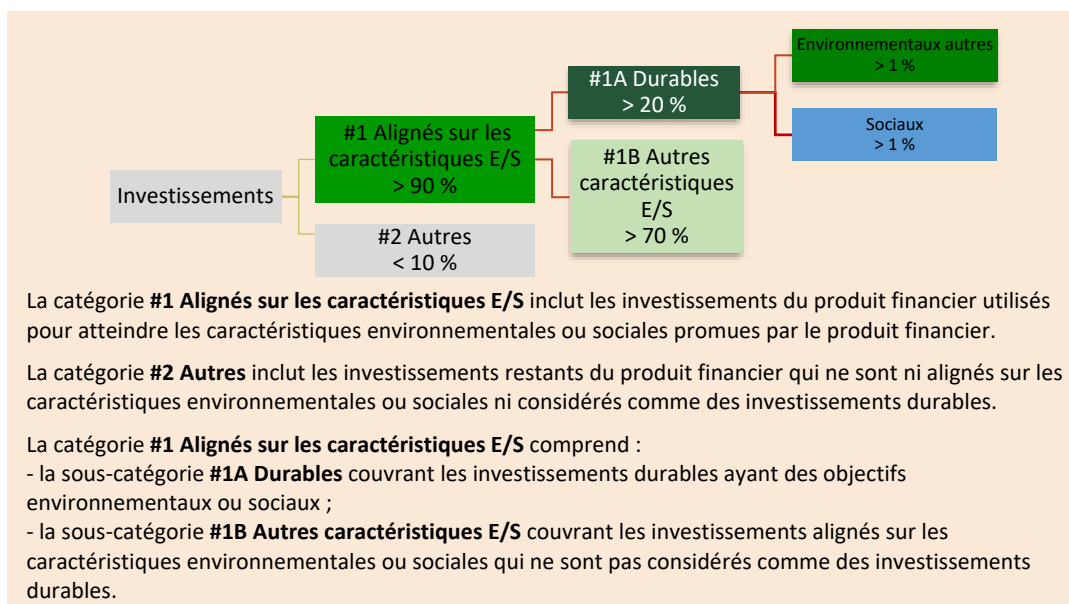 Environnementaux autres
> 1 %
#1A Durables
> 20 %
Sociaux
> 1 %
#1 Alignés sur les
caractéristiques E/S
> 90 %
#1B Autres
caractéristiques
E/S
> 70 %
Investissements
#2 Autres
< 10 %
La catégorie #1 Alignés sur les caractéristiques E/S inclut les investissements du produit financier utilisés
pour atteindre les caractéristiques environnementales ou sociales promues par le produit financier.
La catégorie #2 Autres inclut les investissements restants du produit financier qui ne sont ni alignés sur les
caractéristiques environnementales ou sociales ni considérés comme des investissements durables.
La catégorie #1 Alignés sur les caractéristiques E/S comprend :
- la sous-catégorie #1A Durables couvrant les investissements durables ayant des objectifs
environnementaux ou sociaux ;
- la sous-catégorie #1B Autres caractéristiques E/S couvrant les investissements alignés sur les
caractéristiques environnementales ou sociales qui ne sont pas considérés comme des investissements
durables.